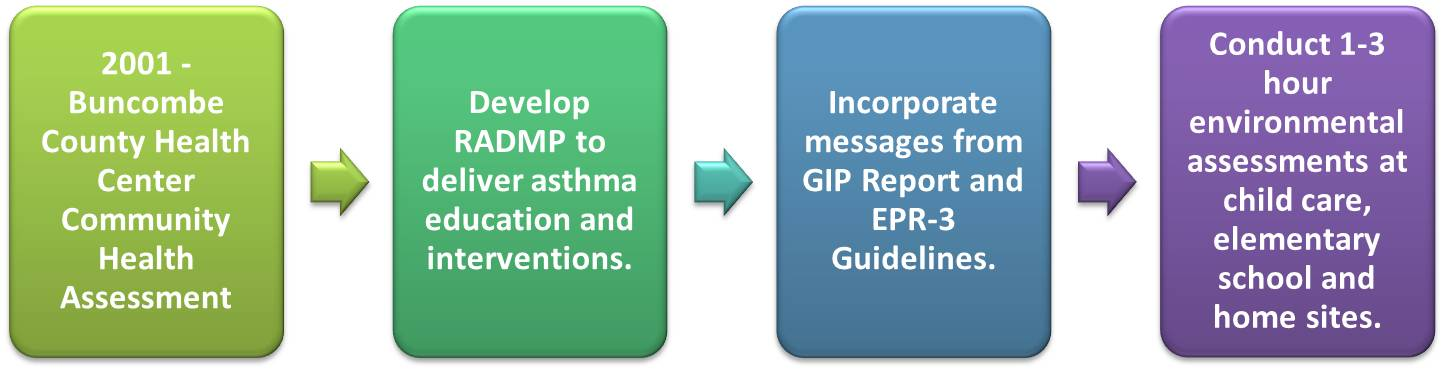 2001 -
Buncombe
County Health
Center
Community
Health
Assessment
Develop
RADMP to
deliver asthma
education and
interventions.
Incorporate
messages from
GIP Report and
EPR-3
Guidelines.
Conduct 1-3
hour
environmental
assessments at
child care,
elementary
school and
home sites.